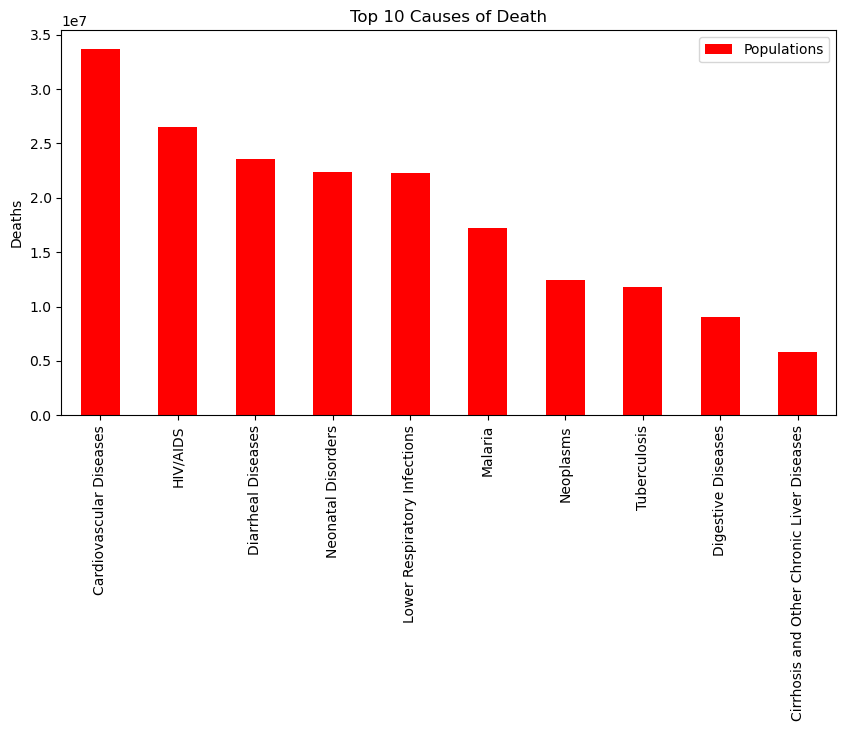 Top 10 Causes of Death
1e7
Populations
3.5
3.0
2.5
2.0
1.5
1.0
0.5
0.0
Deaths
Cardiovascular Diseases
HIV/AIDS
Diarrheal Diseases
Neonatal Disorders
Lower Respiratory Infections
Malaria
Neoplasms
Tuberculosis
Digestive Diseases
Cirrhosis and Other Chronic Liver Diseases